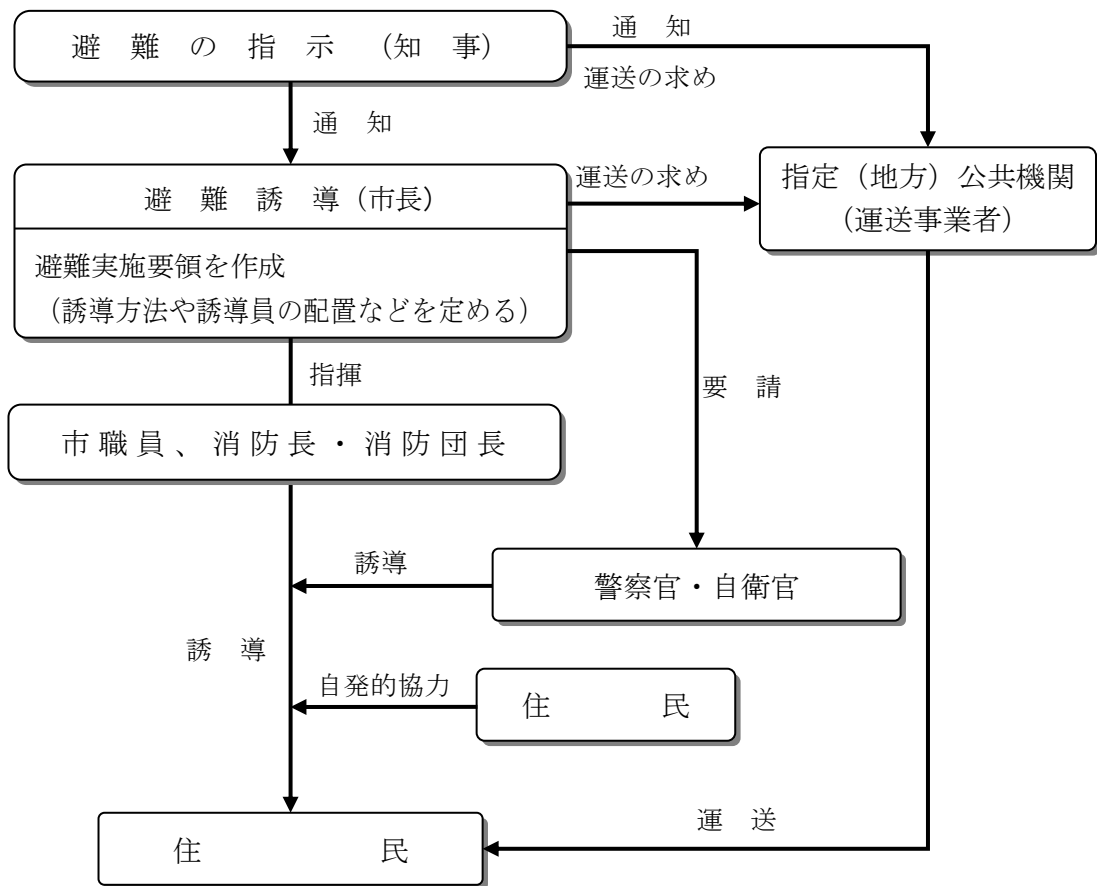 避難の指示（知事）
通知
運送の求め
通知
指定（地方）公共機関
（運送事業者）
避難誘導（市長）
運送の求め
避難実施要領を作成
（誘導方法や誘導員の配置などを定める）
指揮
要請
市職員、消防長・消防団長
誘導
警察官・自衛官
誘導
自発的協力
住民
運送
住民